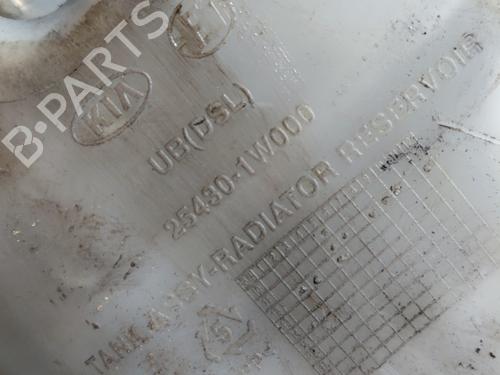 B-PARTS
KIA
UB(DSL)
25430-1W000
TANK ASSY-RADIATOR RESERVOIR